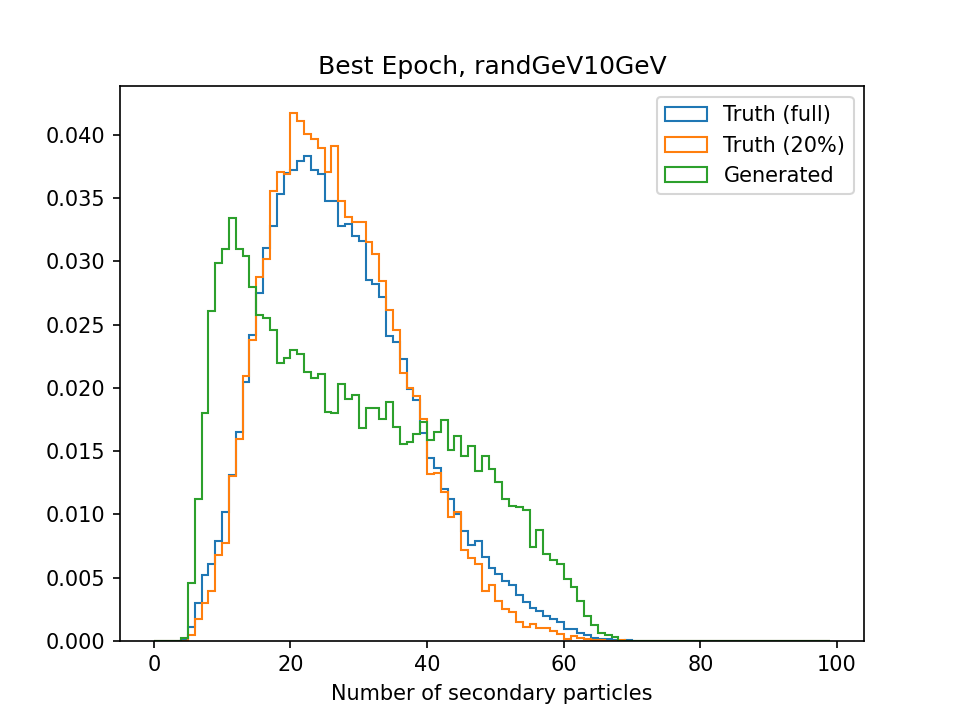 Best Epoch, randGeV10GeV
Truth (full)
Truth (20%)
Generated
0.040
0.035
0.030
0.025
0.020
0.015
0.010
0.005
0.000
0 20 40 60 80 100
Number of secondary particles